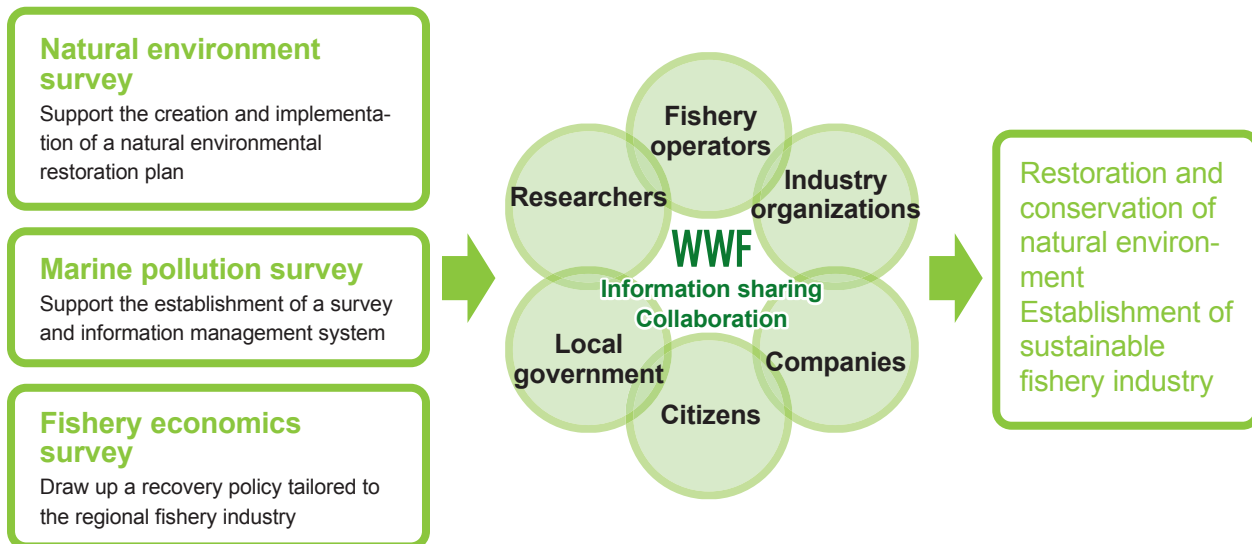 Natural environment
survey
Support the creation and implementa-
tion of a natural environmental
restoration plan
Marine pollution survey
Support the establishment of a survey
and information management system
Fishery economics
survey
Draw up a recovery policy tailored to
the regional fishery industry
Fishery
operators
Researchers
Industry
organizations
WWF
Information sharing
Collaboration
Local
government
Companies
Citizens
Restoration and
conservation of
natural environ-
ment
Establishment of
sustainable
fishery industry